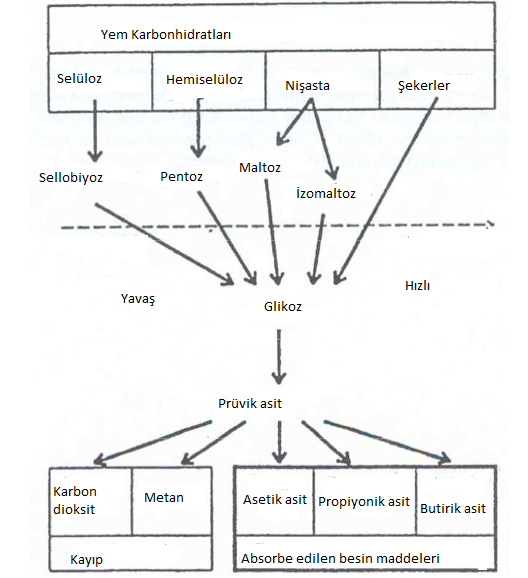 Yem Karbonhidratları
Selüloz
Hemiselüloz
Nişasta
Şekerler
Sellobiyoz
Pentoz
Maltoz
İzomaltoz
Yavaş
Glikoz
Hızlı
Prüvik asit
Karbon
dioksit
Metan
Asetik asit
Propiyonik asit
Butirik asit
Kayıp
Absorbe edilen besin maddeleri